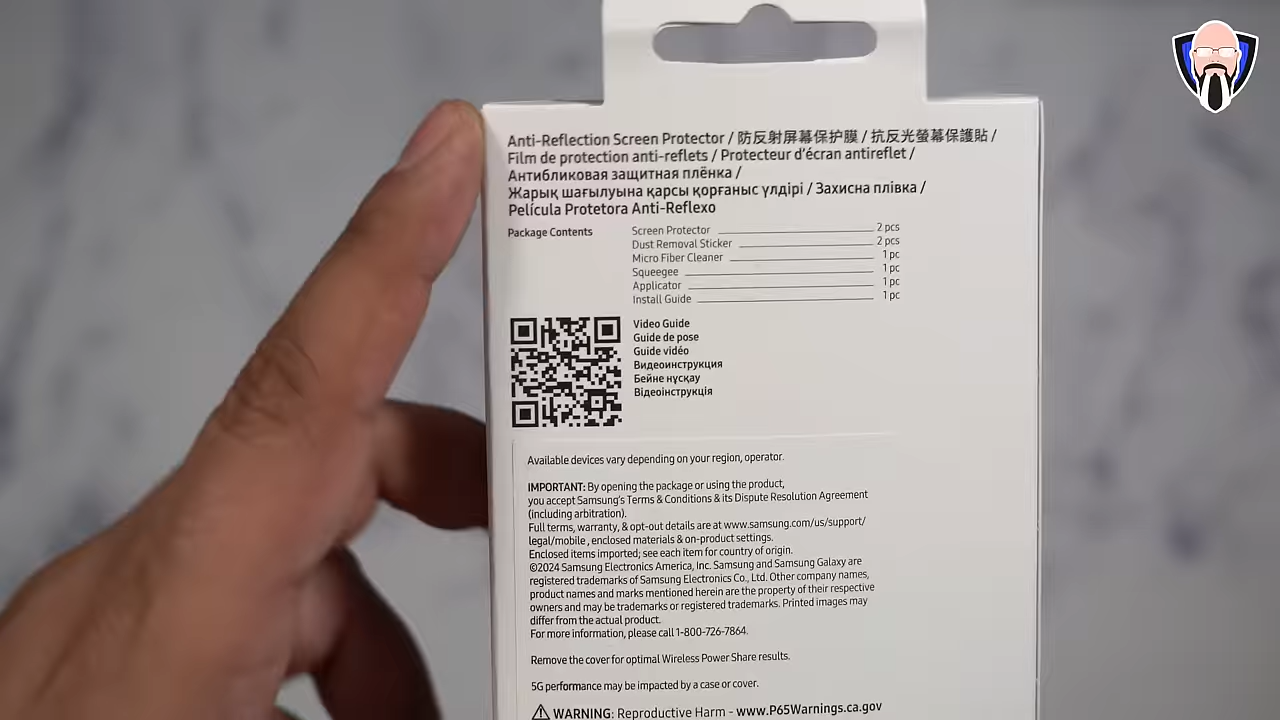 Anti-Reflection Screen Protector / 防反射屏幕保护膜 / 抗反光螢幕保護貼 /
Film de protection anti-reflets / Protecteur d'écran antireflet /
Антибликовая защитная плёнка /
Жарық шағылуына қарсы қорғаныс үлдірі / Захисна плівка /
Película Protetora Anti-Reflexo
Package Contents
Screen Protector 2 pcs
Dust Removal Sticker 2 pcs
Micro Fiber Cleaner 1 pc
Squeegee 1 pc
Applicator 1 pc
Install Guide 1 pc
Video Guide
Guide de pose
Guide vidéo
Видеоинструкция
Бейне нұсқау
Відеоінструкція
Available devices vary depending on your region, operator.
IMPORTANT: By opening the package or using the product,
you accept Samsung's Terms & Conditions & its Dispute Resolution Agreement
(including arbitration).
Full terms, warranty, & opt-out details are at www.samsung.com/us/support/
legal/mobile , enclosed materials & on-product settings.
Enclosed items imported; see each item for country of origin.
©2024 Samsung Electronics America, Inc. Samsung and Samsung Galaxy are
registered trademarks of Samsung Electronics Co., Ltd. Other company names,
product names and marks mentioned herein are the property of their respective
owners and may be trademarks or registered trademarks. Printed images may
differ from the actual product.
For more information, please call 1-800-726-7864.
Remove the cover for optimal Wireless Power Share results.
5G performance may be impacted by a case or cover.
WARNING: Reproductive Harm - www.P65Warnings.ca.gov